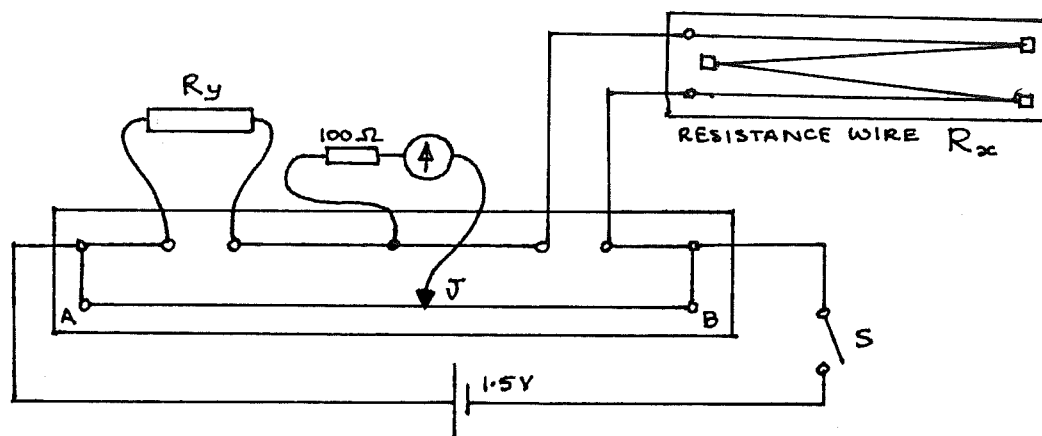 Ry
100Ω
RESISTANCE WIRE Rx
J
A
B
S
1.5V